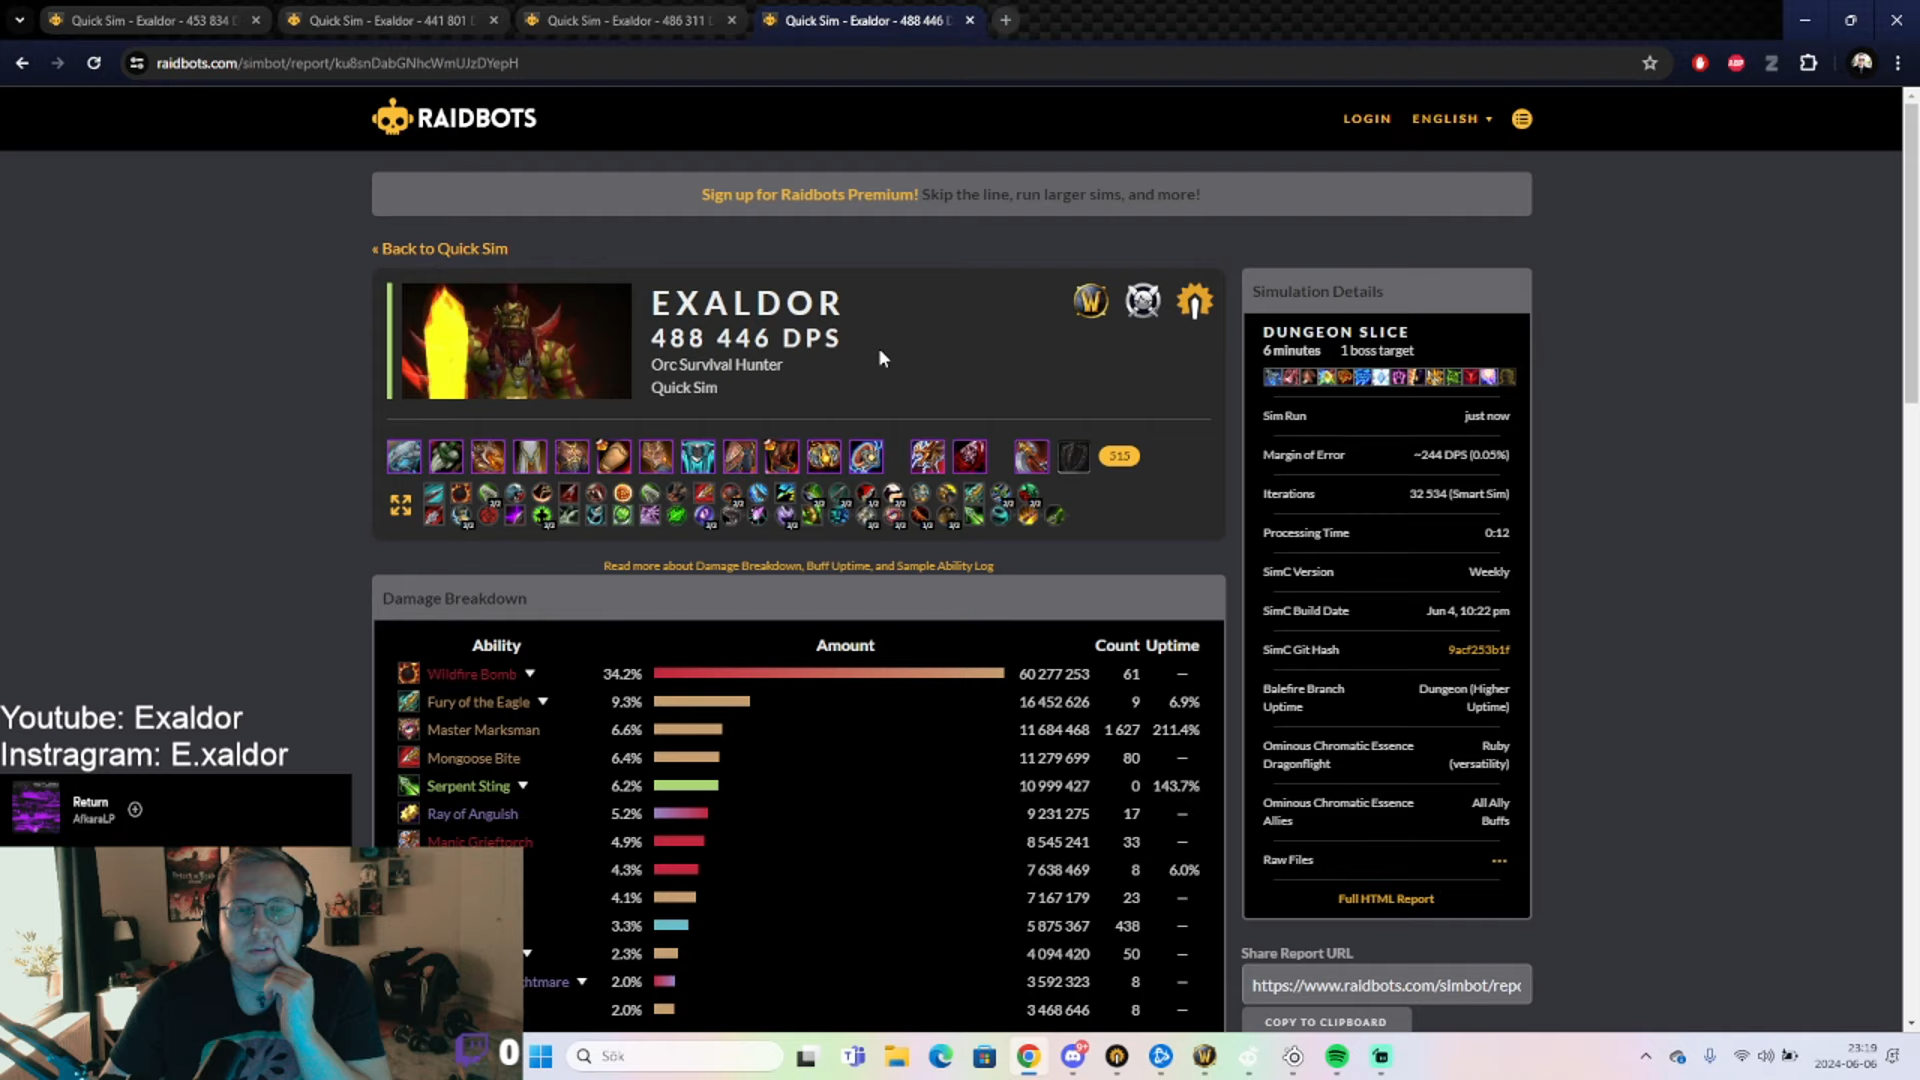 Quick Sim - Exaldor - 453 834 D
Quick Sim - Exaldor - 441 801 D
Quick Sim - Exaldor - 486 311 D
Quick Sim - Exaldor - 488 446 D
raidbots.com/simbot/report/ku8snDabGNhcWmUJzDYepH
RAIDBOTS
LOGIN
ENGLISH
Sign up for Raidbots Premium! Skip the line, run larger sims, and more!
« Back to Quick Sim
EXALDOR
488 446 DPS
Orc Survival Hunter
Quick Sim
515
Read more about Damage Breakdown, Buff Uptime, and Sample Ability Log
Damage Breakdown
Ability Amount Count Uptime
Wildfire Bomb 34.2% 60 277 253 61 —
Fury of the Eagle 9.3% 16 452 626 9 6.9%
Master Marksman 6.6% 11 684 468 1 627 211.4%
Mongoose Bite 6.4% 11 279 699 80 —
Serpent Sting 6.2% 10 999 427 0 143.7%
Ray of Anguish 5.2% 9 231 275 17 —
Manic Grieftorch 4.9% 8 545 241 33 —
4.3% 7 638 469 8 6.0%
4.1% 7 167 179 23 —
3.3% 5 875 367 438 —
2.3% 4 094 420 50 —
htmare 2.0% 3 592 323 8 —
2.0% 3 468 646 8 —
Simulation Details
DUNGEON SLICE
6 minutes 1 boss target
Sim Run just now
Margin of Error ~244 DPS (0.05%)
Iterations 32 534 (Smart Sim)
Processing Time 0:12
SimC Version Weekly
SimC Build Date Jun 4, 10:22 pm
SimC Git Hash 9acf253b1f
Balefire Branch Dungeon (Higher
Uptime Uptime)
Ominous Chromatic Essence Ruby
Dragonflight (versatility)
Ominous Chromatic Essence All Ally
Allies Buffs
Raw Files
Full HTML Report
Share Report URL
https://www.raidbots.com/simbot/repo
COPY TO CLIPBOARD
Youtube: Exaldor
Instragram: E.xaldor
Return
AfkaraLP
0
Sök
23:19
2024-06-06